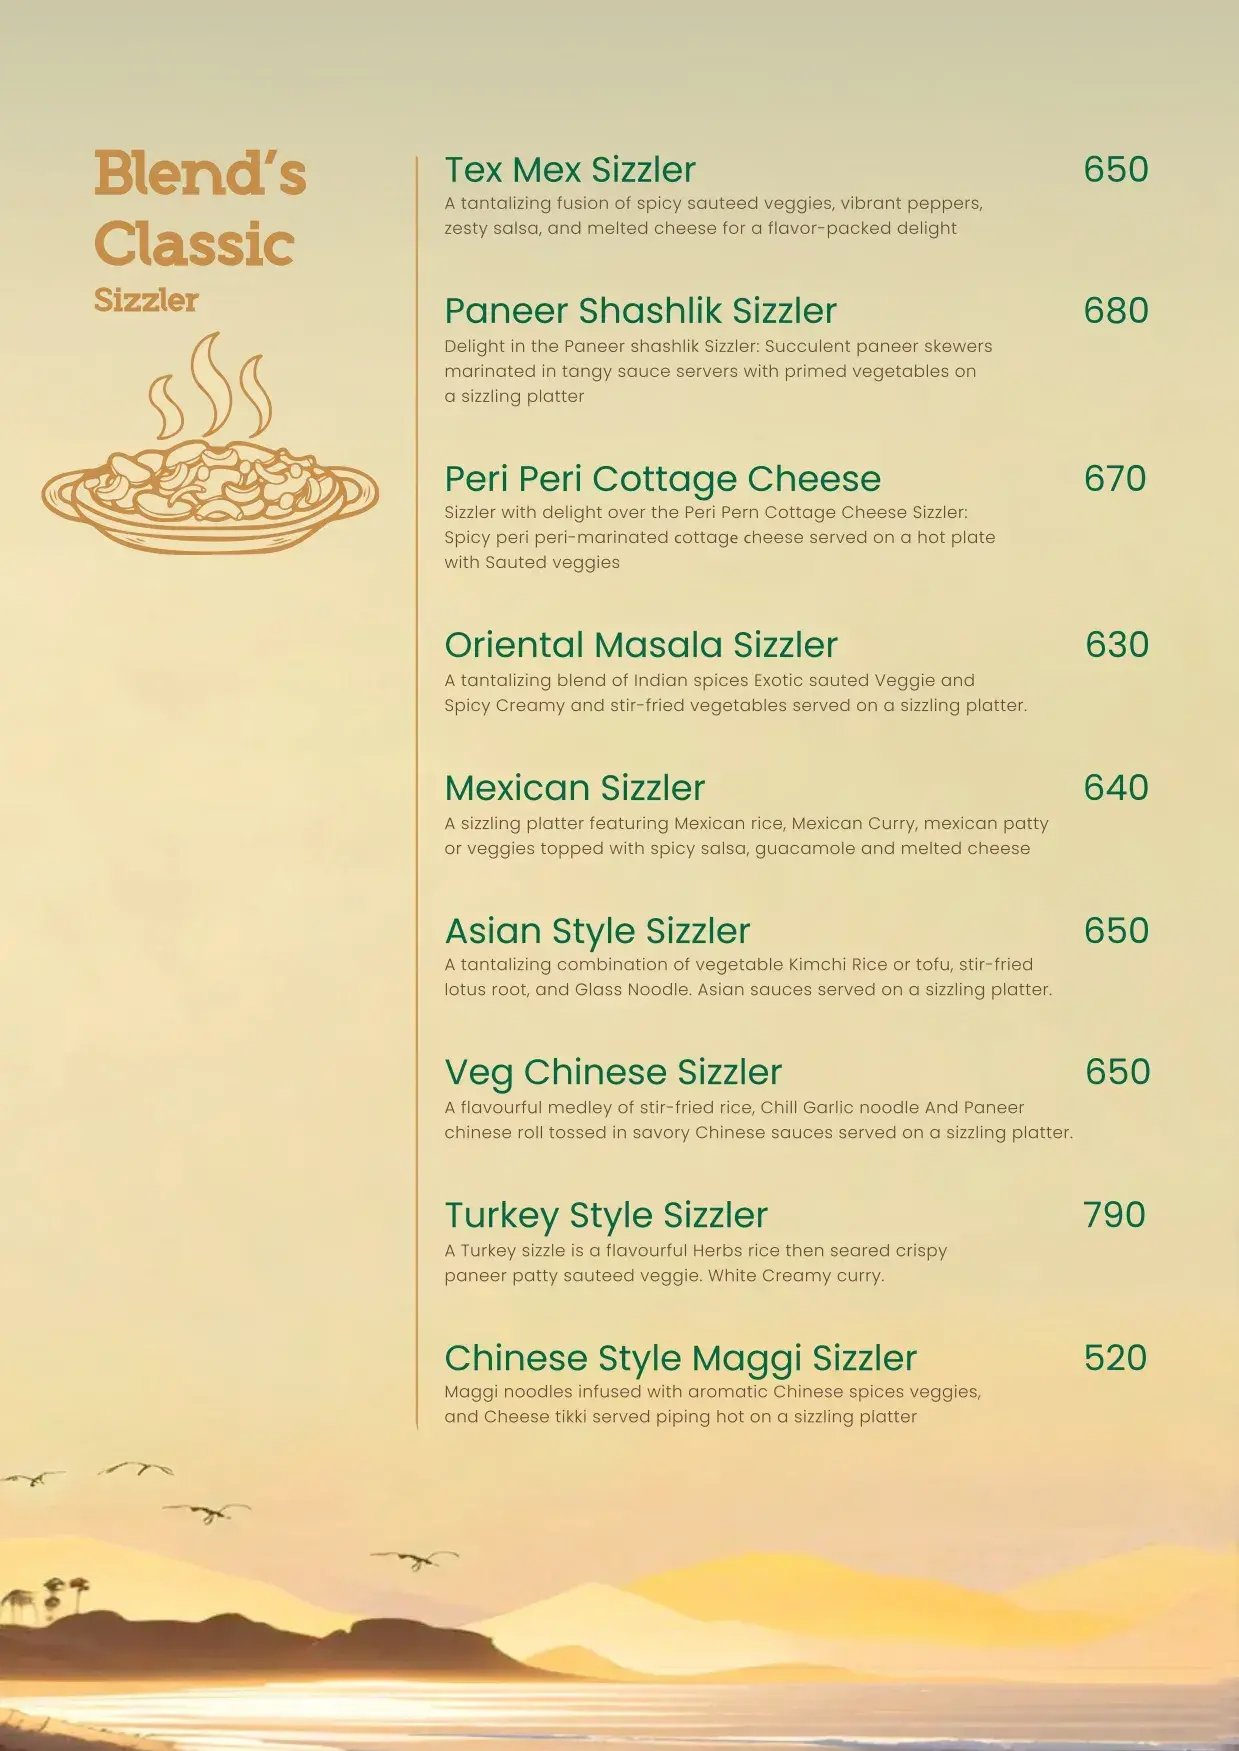 Blend's
Classic
Sizzler
Tex Mex Sizzler 650
A tantalizing fusion of spicy sauteed veggies, vibrant peppers,
zesty salsa, and melted cheese for a flavor-packed delight
Paneer Shashlik Sizzler 680
Delight in the Paneer shashlik Sizzler: Succulent paneer skewers
marinated in tangy sauce servers with primed vegetables on
a sizzling platter
Peri Peri Cottage Cheese 670
Sizzler with delight over the Peri Pern Cottage Cheese Sizzler:
Spicy peri peri-marinated cottage cheese served on a hot plate
with Sauted veggies
Oriental Masala Sizzler 630
A tantalizing blend of Indian spices Exotic sauted Veggie and
Spicy Creamy and stir-fried vegetables served on a sizzling platter.
Mexican Sizzler 640
A sizzling platter featuring Mexican rice, Mexican Curry, mexican patty
or veggies topped with spicy salsa, guacamole and melted cheese
Asian Style Sizzler 650
A tantalizing combination of vegetable Kimchi Rice or tofu, stir-fried
lotus root, and Glass Noodle. Asian sauces served on a sizzling platter.
Veg Chinese Sizzler 650
A flavourful medley of stir-fried rice, Chill Garlic noodle And Paneer
chinese roll tossed in savory Chinese sauces served on a sizzling platter.
Turkey Style Sizzler 790
A Turkey sizzle is a flavourful Herbs rice then seared crispy
paneer patty sauteed veggie. White Creamy curry.
Chinese Style Maggi Sizzler 520
Maggi noodles infused with aromatic Chinese spices veggies,
and Cheese tikki served piping hot on a sizzling platter